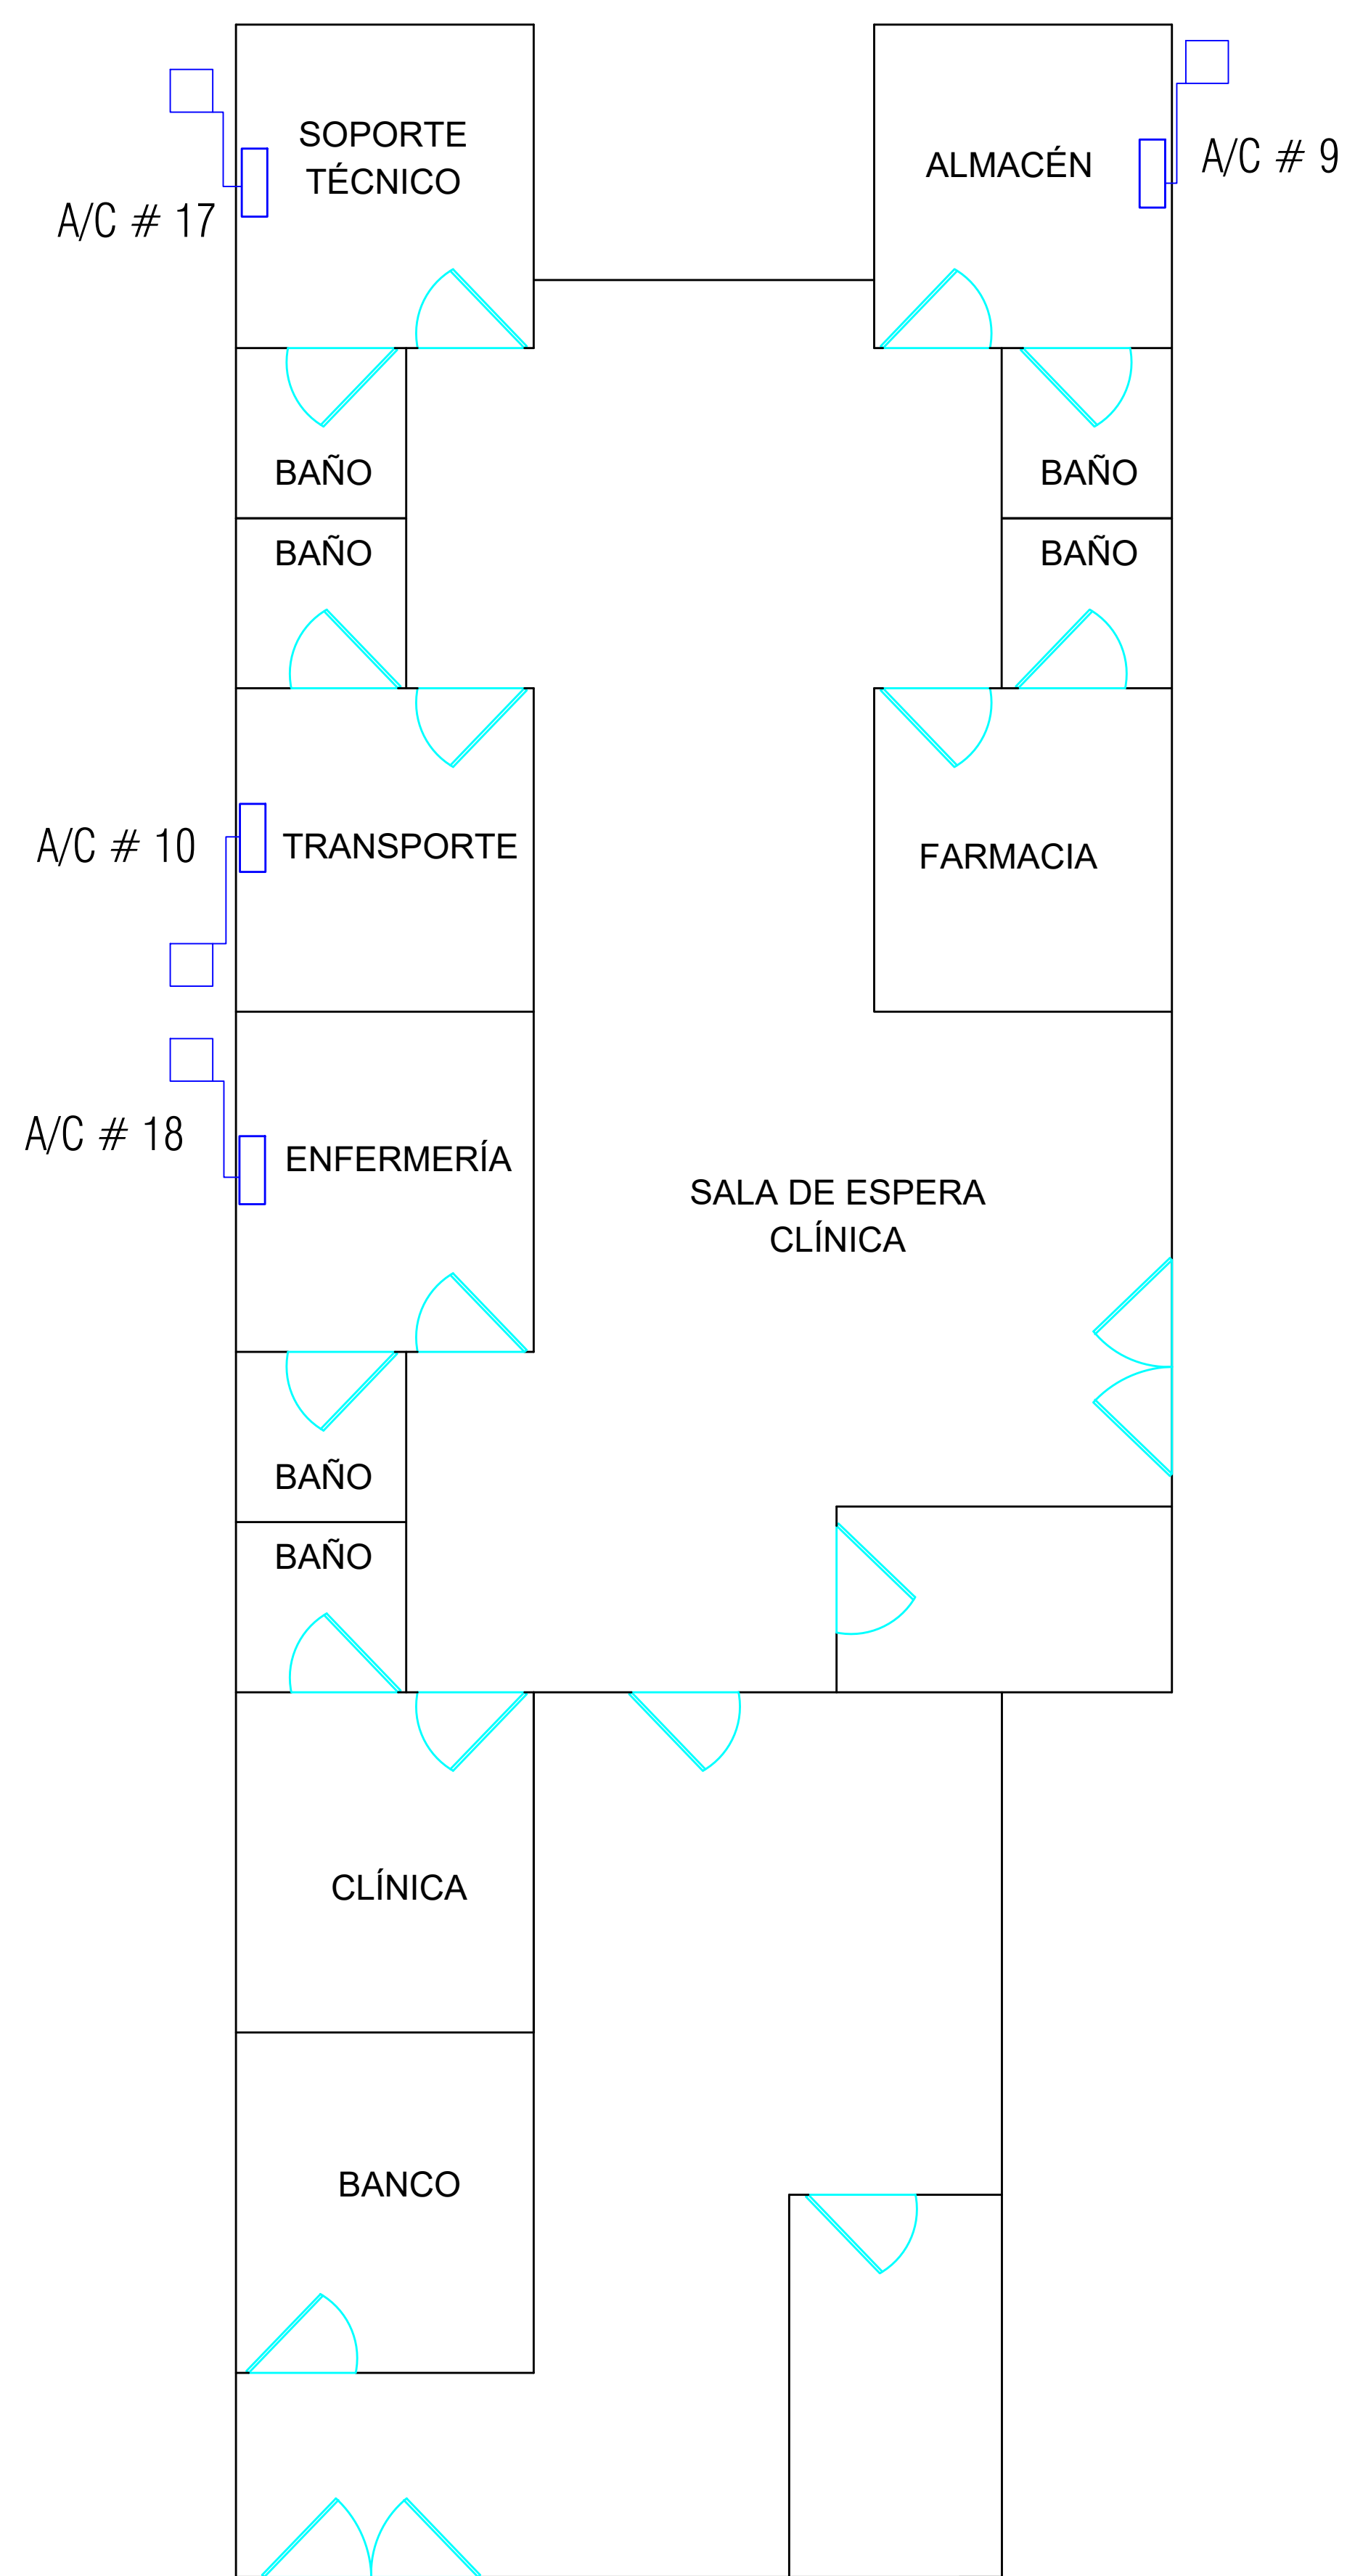 SOPORTE
TÉCNICO
ALMACÉN
A/C # 9
A/C # 17
BAÑO
BAÑO
BAÑO
BAÑO
A/C # 10
TRANSPORTE
FARMACIA
A/C # 18
ENFERMERÍA
SALA DE ESPERA
CLÍNICA
BAÑO
BAÑO
CLÍNICA
BANCO